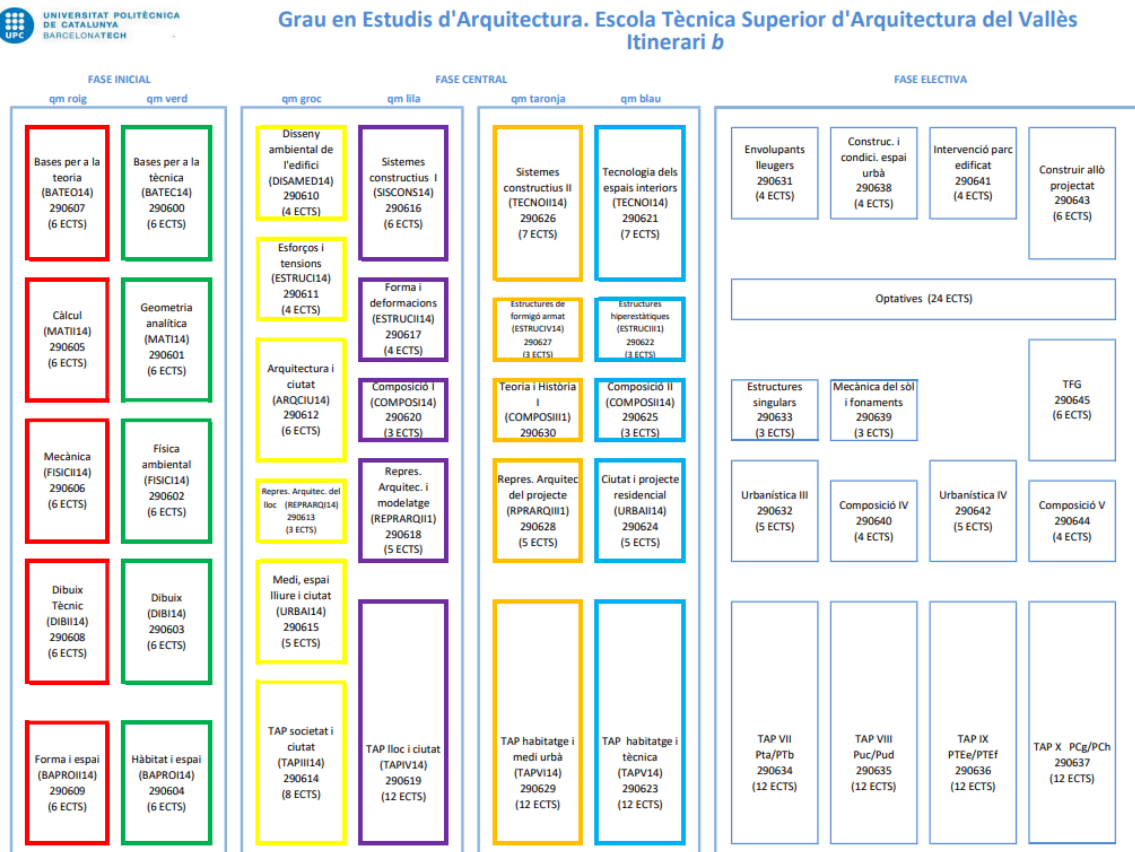 UNIVERSITAT POLITÈCNICA
DE CATALUNYA
BARCELONATECH
UPC
Grau en Estudis d'Arquitectura. Escola Tècnica Superior d'Arquitectura del Vallès
Itinerari b
FASE INICIAL
qm roig
qm verd
Bases per a la
teoria
(BATEO14)
290607
(6 ECTS)
Càlcul
(MATII14)
290605
(6 ECTS)
Mecànica
(FISICII14)
290606
(6 ECTS)
Dibuix
Tècnic
(DIBII14)
290608
(6 ECTS)
Forma i espai
(BAPROII14)
290609
(6 ECTS)
Bases per a la
tècnica
(BATEC14)
290600
(6 ECTS)
Geometria
analítica
(MATI14)
290601
(6 ECTS)
Física
ambiental
(FISICI14)
290602
(6 ECTS)
Dibuix
(DIBI14)
290603
(6 ECTS)
Hàbitat i espai
(BAPROI14)
290604
(6 ECTS)
FASE CENTRAL
qm groc
qm lila
qm taronja
qm blau
Disseny
ambiental de
l'edifici
(DISAMED14)
290610
(4 ECTS)
Esforços i
tensions
(ESTRUCI14)
290611
(4 ECTS)
Arquitectura i
ciutat
(ARQCIU14)
290612
(6 ECTS)
Repres. Arquitec. del
lloc (REPRARQI14)
290613
(3 ECTS)
Medi, espai
lliure i ciutat
(URBAI14)
290615
(5 ECTS)
TAP societat i
ciutat
(TAPIII14)
290614
(8 ECTS)
Sistemes
constructius I
(SISCONS14)
290616
(6 ECTS)
Forma i
deformacions
(ESTRUCII14)
290617
(4 ECTS)
Composició I
(COMPOSI14)
290620
(3 ECTS)
Repres.
Arquitec. i
modelatge
(REPRARQII1)
290618
(5 ECTS)
TAP lloc i ciutat
(TAPIV14)
290619
(12 ECTS)
Sistemes
constructius II
(TECNOII14)
290626
(7 ECTS)
Estructures de
formigó armat
(ESTRUCIV14)
290627
(3 ECTS)
Teoria i Història
I
(COMPOSIII1)
290630
Repres. Arquitec
del projecte
(RPRARQIII1)
290628
(5 ECTS)
TAP habitatge i
medi urbà
(TAPVI14)
290629
(12 ECTS)
Tecnologia dels
espais interiors
(TECNOI14)
290621
(7 ECTS)
Estructures
hiperestàtiques
(ESTRUCIII1)
290622
(3 ECTS)
Composició II
(COMPOSII14)
290625
(3 ECTS)
Ciutat i projecte
residencial
(URBAII14)
290624
(5 ECTS)
TAP habitatge i
tècnica
(TAPV14)
290623
(12 ECTS)
FASE ELECTIVA
Envolupants
lleugers
290631
(4 ECTS)
Construc. i
condici. espai
urbà
290638
(4 ECTS)
Intervenció parc
edificat
290641
(4 ECTS)
Construir allò
projectat
290643
(6 ECTS)
Optatives (24 ECTS)
Estructures
singulars
290633
(3 ECTS)
Mecànica del sòl
i fonaments
290639
(3 ECTS)
TFG
290645
(6 ECTS)
Urbanística III
290632
(5 ECTS)
Composició IV
290640
(4 ECTS)
Urbanística IV
290642
(5 ECTS)
Composició V
290644
(4 ECTS)
TAP VII
Pta/PTb
290634
(12 ECTS)
TAP VIII
Puc/Pud
290635
(12 ECTS)
TAP IX
PTEe/PTEf
290636
(12 ECTS)
TAP X PCg/PCh
290637
(12 ECTS)